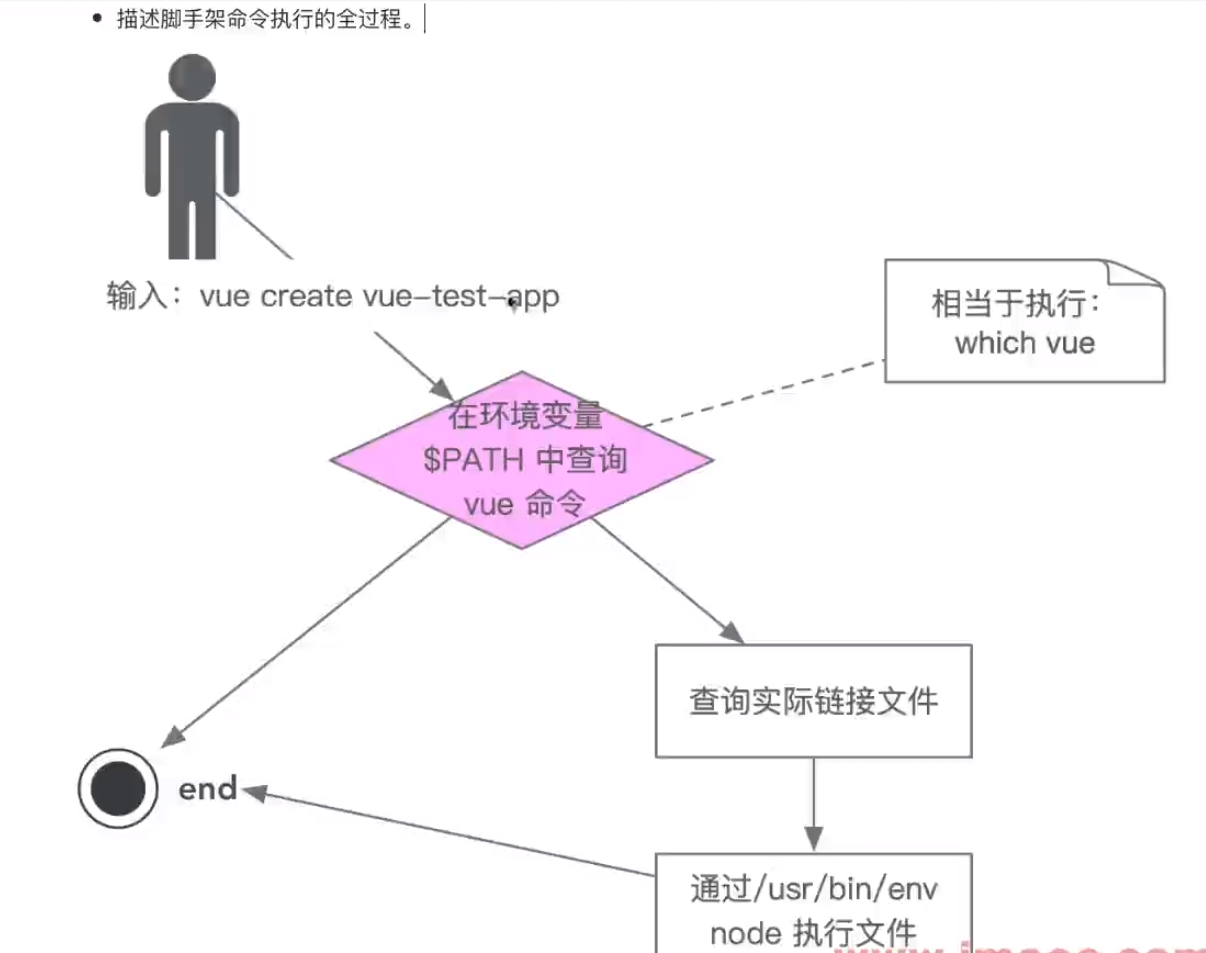 描述脚手架命令执行的全过程。
输入：vue create vue-test-app
相当于执行：
which vue
在环境变量
$PATH 中查询
vue 命令
查询实际链接文件
end
通过/usr/bin/env
node 执行文件